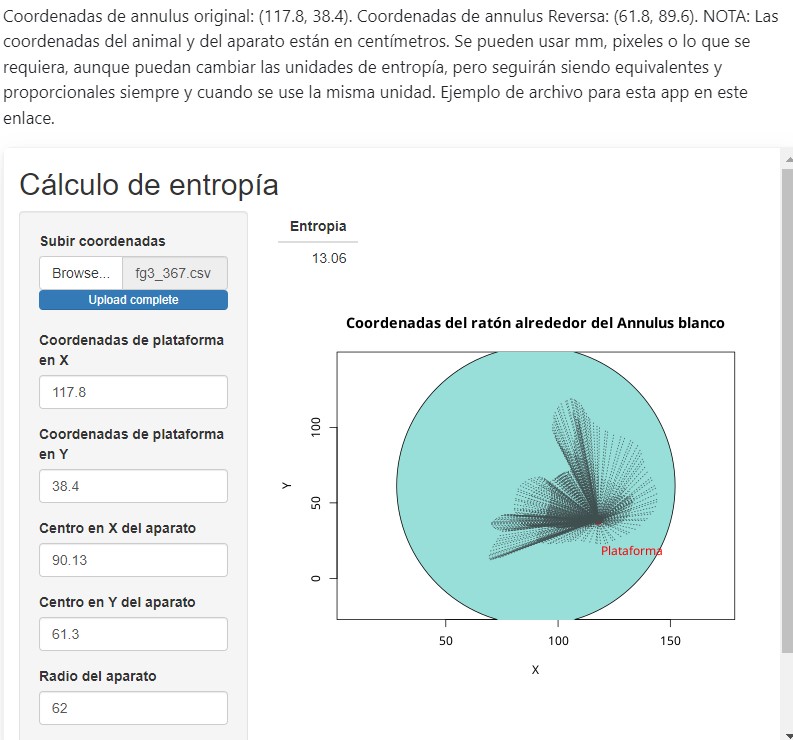 Coordenadas de annulus original: (117.8, 38.4). Coordenadas de annulus Reversa: (61.8, 89.6). NOTA: Las
coordenadas del animal y del aparato están en centímetros. Se pueden usar mm, pixeles o lo que se
requiera, aunque puedan cambiar las unidades de entropía, pero seguirán siendo equivalentes y
proporcionales siempre y cuando se use la misma unidad. Ejemplo de archivo para esta app en este
enlace.
Cálculo de entropía
Subir coordenadas
Browse... fg3_367.csv
Upload complete
Coordenadas de plataforma
en X
117.8
Coordenadas de plataforma
en Y
38.4
Centro en X del aparato
90.13
Centro en Y del aparato
61.3
Radio del aparato
62
Entropia
13.06
Coordenadas del ratón alrededor del Annulus blanco
Y
100
50
0
Plataforma
50 100 150
X